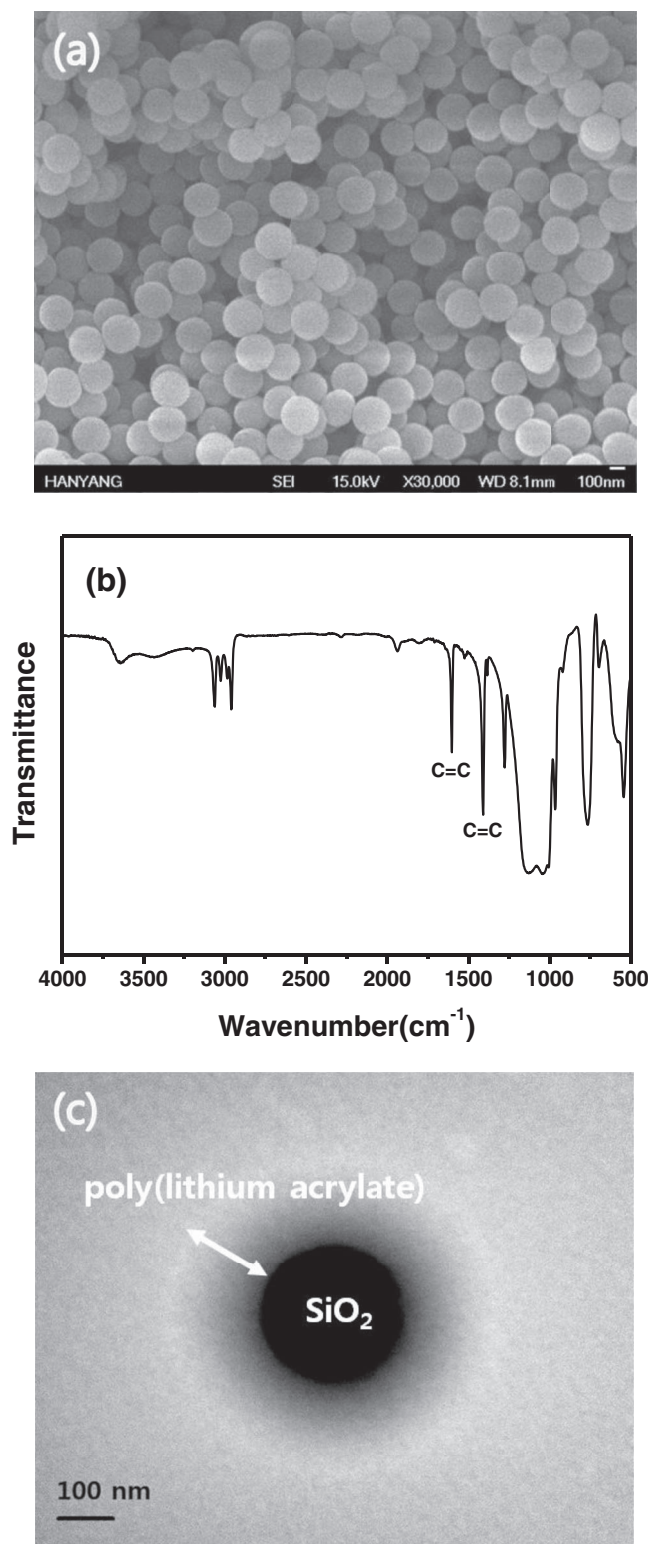 (a)
HANYANG SEI 15.0kV X30,000 WD 8.1mm 100nm
(b)
Transmittance
C=C
C=C
4000 3500 3000 2500 2000 1500 1000 500
Wavenumber(cm⁻¹)
(c)
poly(lithium acrylate)
SiO₂
100 nm